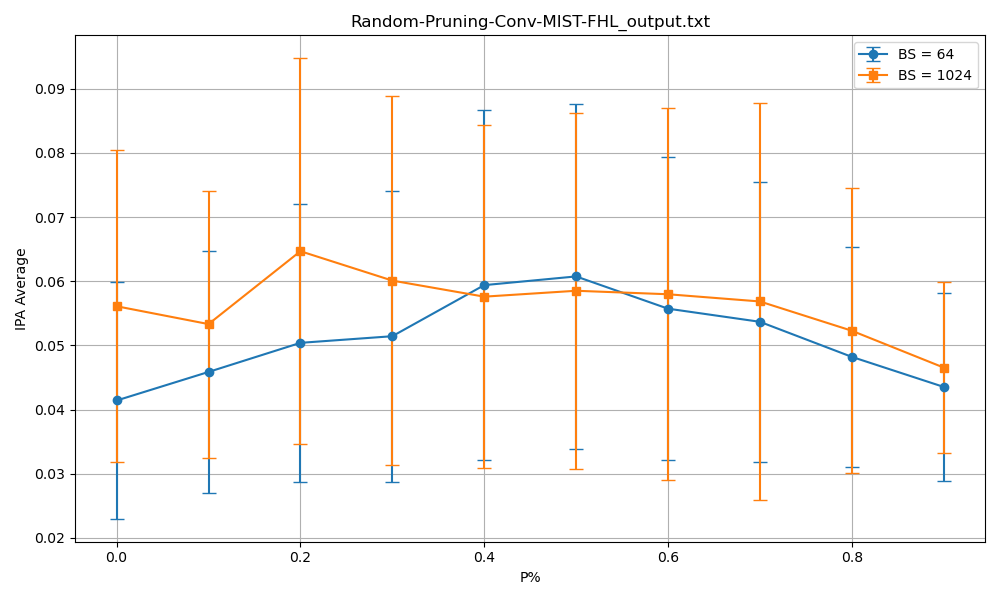 Random-Pruning-Conv-MIST-FHL_output.txt
BS = 64
BS = 1024
IPA Average
0.09
0.08
0.07
0.06
0.05
0.04
0.03
0.02
0.0 0.2 0.4 0.6 0.8
P%